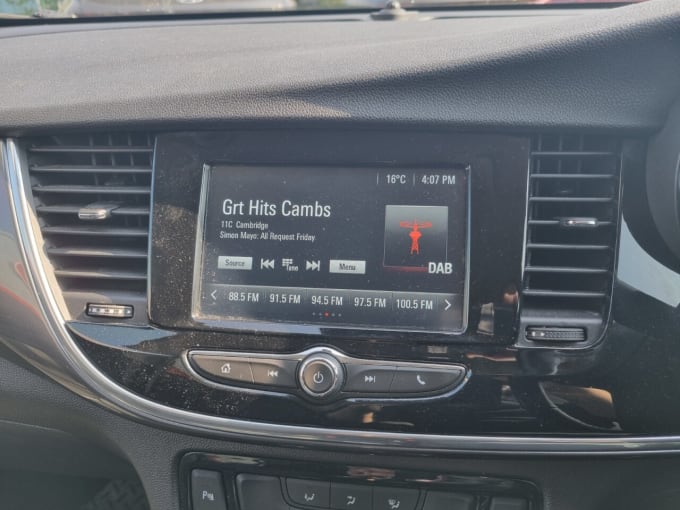 16°C 4:07 PM
Grt Hits Cambs
11C Cambridge
Simon Mayo: All Request Friday
Source Tune Menu
DAB
88.5 FM 91.5 FM 94.5 FM 97.5 FM 100.5 FM
P